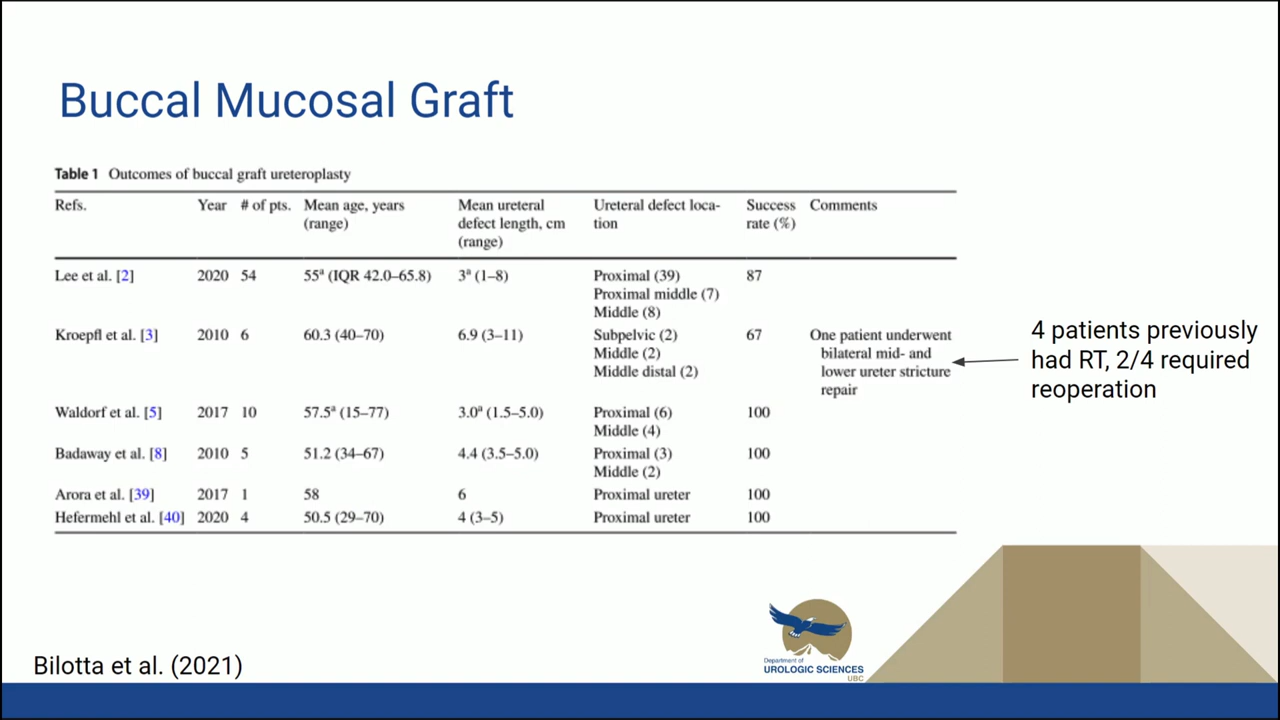 Buccal Mucosal Graft
Table 1 Outcomes of buccal graft ureteroplasty
Refs. Year # of pts. Mean age, years (range) Mean ureteral defect length, cm (range) Ureteral defect loca-tion Success rate (%) Comments
Lee et al. [2] 2020 54 55ᵃ (IQR 42.0–65.8) 3ᵃ (1–8) Proximal (39) 87
Proximal middle (7)
Middle (8)
Kroepfl et al. [3] 2010 6 60.3 (40–70) 6.9 (3–11) Subpelvic (2) 67 One patient underwent
Middle (2) bilateral mid- and
Middle distal (2) lower ureter stricture
repair
4 patients previously
had RT, 2/4 required
reoperation
Waldorf et al. [5] 2017 10 57.5ᵃ (15–77) 3.0ᵃ (1.5–5.0) Proximal (6) 100
Middle (4)
Badaway et al. [8] 2010 5 51.2 (34–67) 4.4 (3.5–5.0) Proximal (3) 100
Middle (2)
Arora et al. [39] 2017 1 58 6 Proximal ureter 100
Hefermehl et al. [40] 2020 4 50.5 (29–70) 4 (3–5) Proximal ureter 100
Department of
UROLOGIC SCIENCES
UBC
Bilotta et al. (2021)